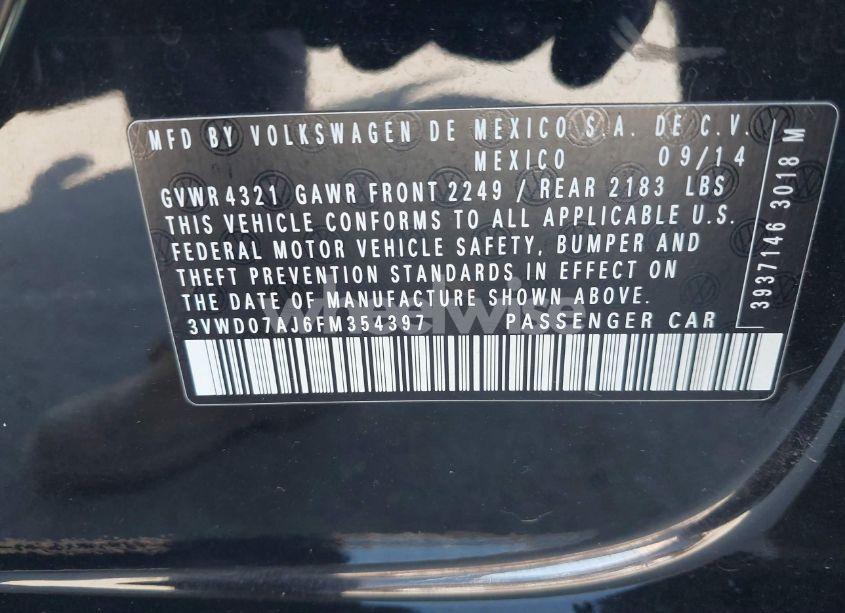 MFD BY VOLKSWAGEN DE MEXICO S.A. DE C.V.
MEXICO 09/14
GVWR 4321 GAWR FRONT 2249 / REAR 2183 LBS
THIS VEHICLE CONFORMS TO ALL APPLICABLE U.S.
FEDERAL MOTOR VEHICLE SAFETY, BUMPER AND
THEFT PREVENTION STANDARDS IN EFFECT ON
THE DATE OF MANUFACTURE SHOWN ABOVE.
3VWD07AJ6FM354397 PASSENGER CAR
3937146 3018 M
wheelwise